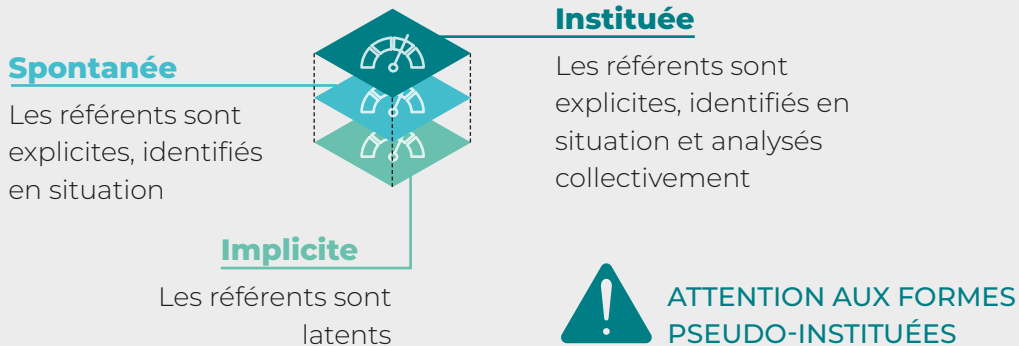 Instituée
Les référents sont
explicites, identifiés en
situation et analysés
collectivement
Spontanée
Les référents sont
explicites, identifiés
en situation
Implicite
Les référents sont
latents
ATTENTION AUX FORMES
PSEUDO-INSTITUÉES